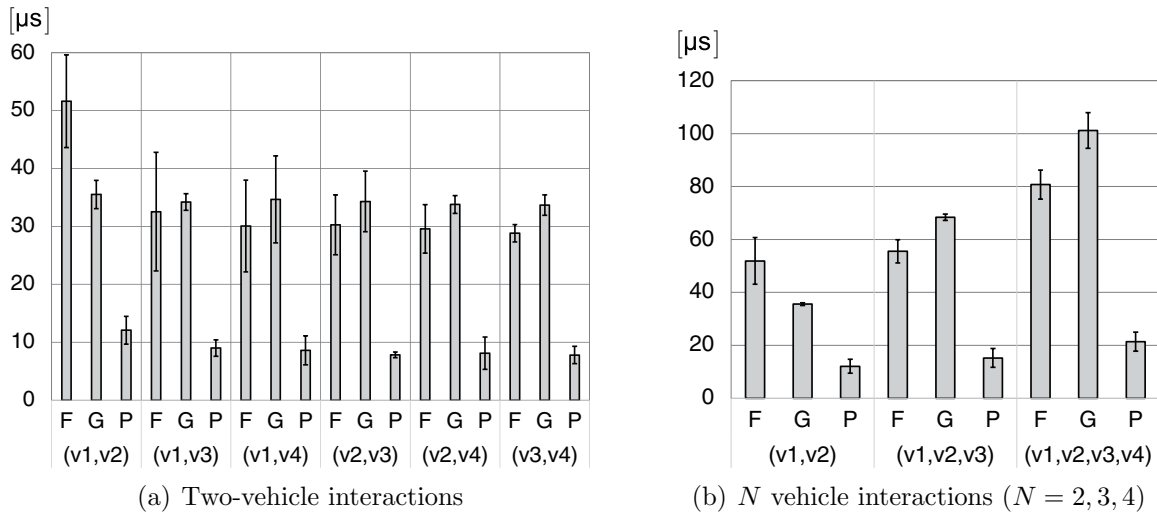 [µs]
60
50
40
30
20
10
0
F G P F G P F G P F G P F G P F G P
(v1,v2) (v1,v3) (v1,v4) (v2,v3) (v2,v4) (v3,v4)
(a) Two-vehicle interactions
[µs]
120
100
80
60
40
20
0
F G P F G P F G P
(v1,v2) (v1,v2,v3) (v1,v2,v3,v4)
(b) N vehicle interactions (N = 2, 3, 4)